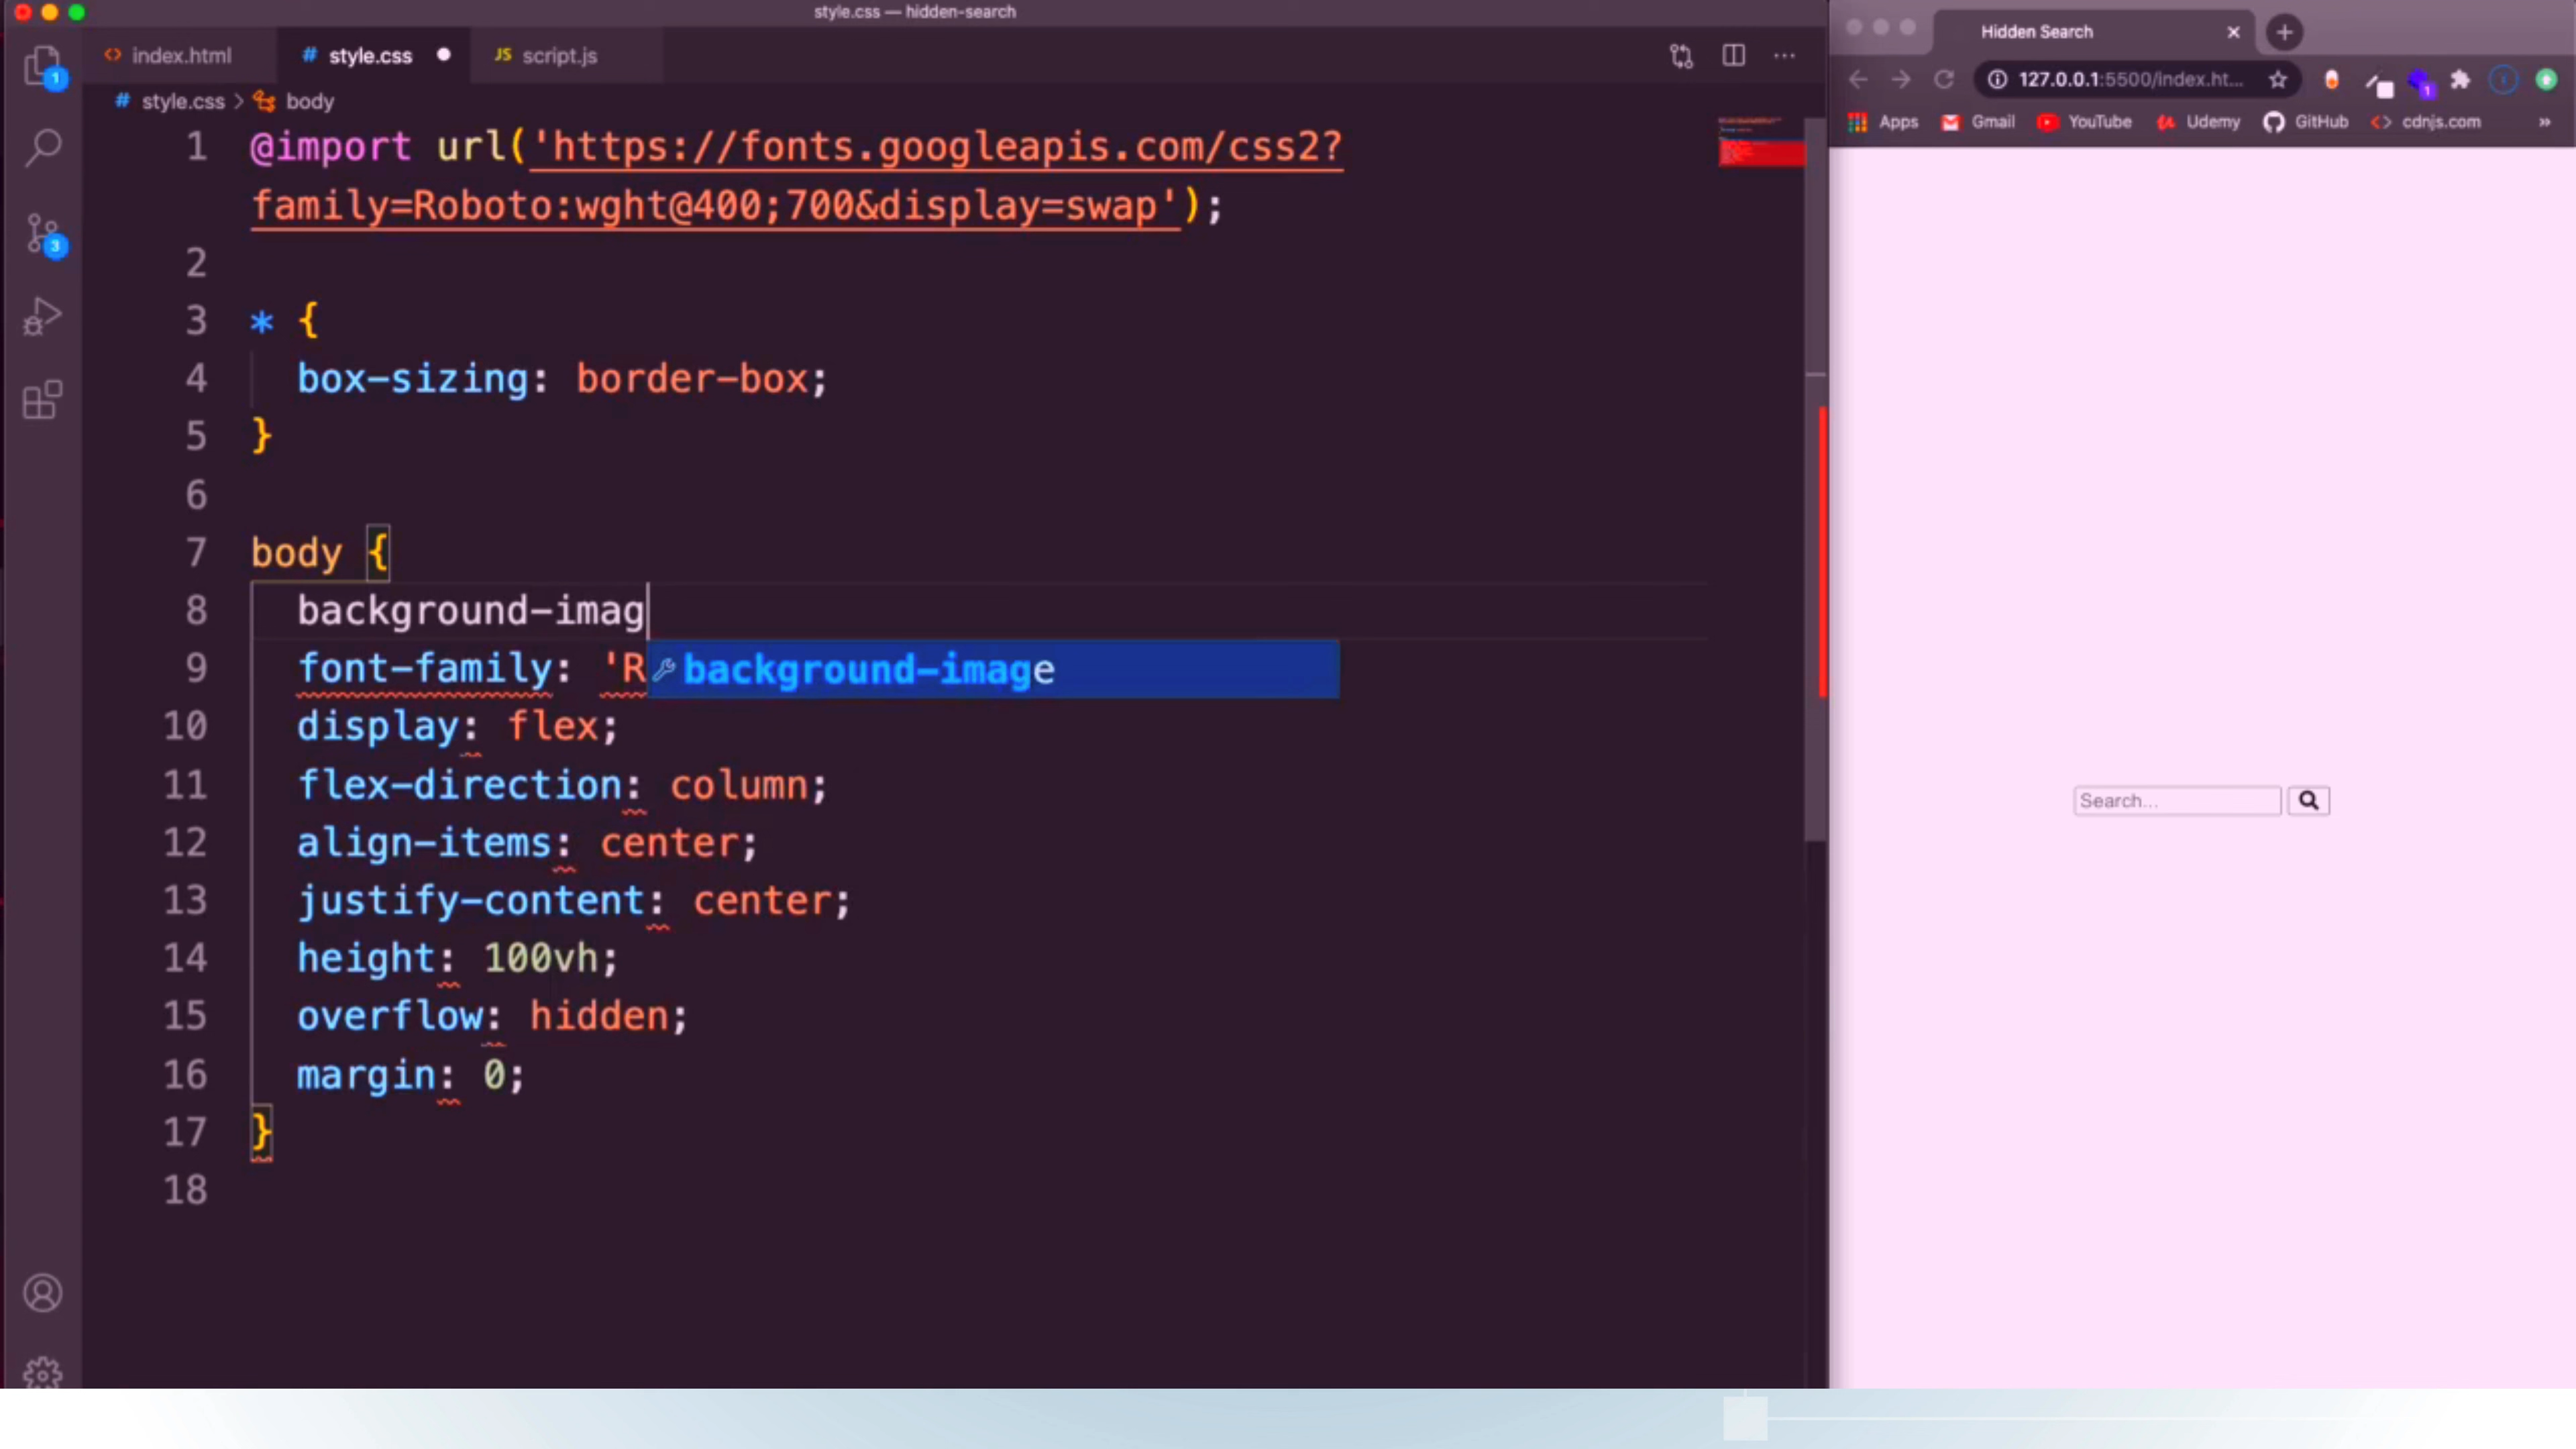 style.css — hidden-search
<> index.html
# style.css
JS script.js
# style.css > body
1 @import url('https://fonts.googleapis.com/css2?
family=Roboto:wght@400;700&display=swap');
2
3 * {
4 box-sizing: border-box;
5 }
6
7 body {
8 background-imag
9 font-family: 'R
background-image
10 display: flex;
11 flex-direction: column;
12 align-items: center;
13 justify-content: center;
14 height: 100vh;
15 overflow: hidden;
16 margin: 0;
17 }
18
1
3
Hidden Search
127.0.0.1:5500/index.ht...
1
Apps Gmail YouTube Udemy GitHub <> cdnjs.com »
Search...